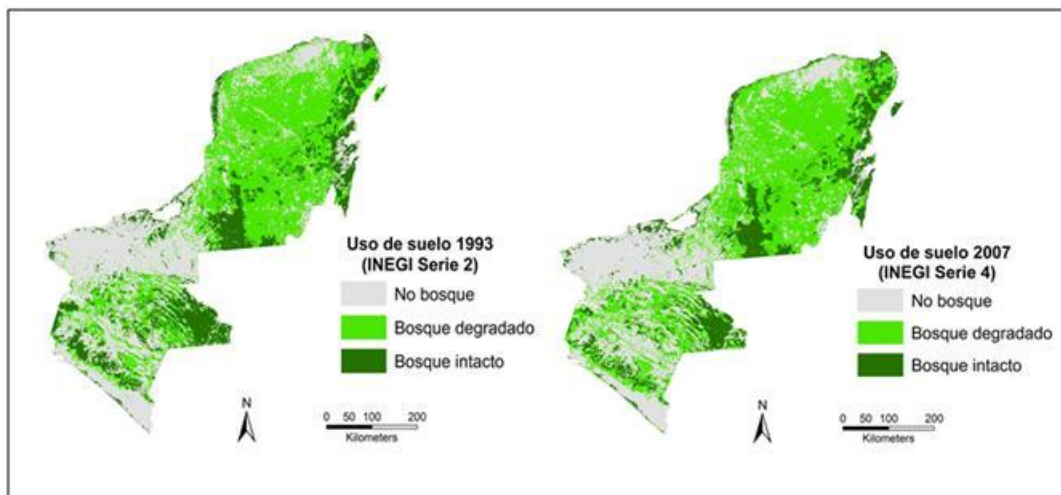 Uso de suelo 1993
(INEGI Serie 2)
No bosque
Bosque degradado
Bosque intacto
N
0 50 100 200
Kilometers
Uso de suelo 2007
(INEGI Serie 4)
No bosque
Bosque degradado
Bosque intacto
N
0 50 100 200
Kilometers